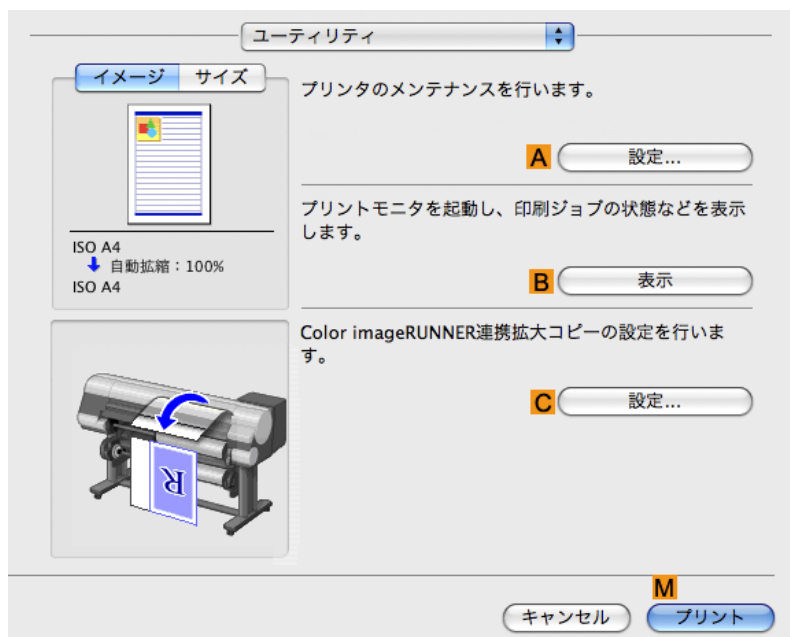 ユーティリティ
イメージ サイズ
ISO A4
自動拡縮：100%
ISO A4
プリンタのメンテナンスを行います。
A 設定...
プリントモニタを起動し、印刷ジョブの状態などを表示
します。
B 表示
Color imageRUNNER連携拡大コピーの設定を行いま
す。
C 設定...
R
M
キャンセル プリント